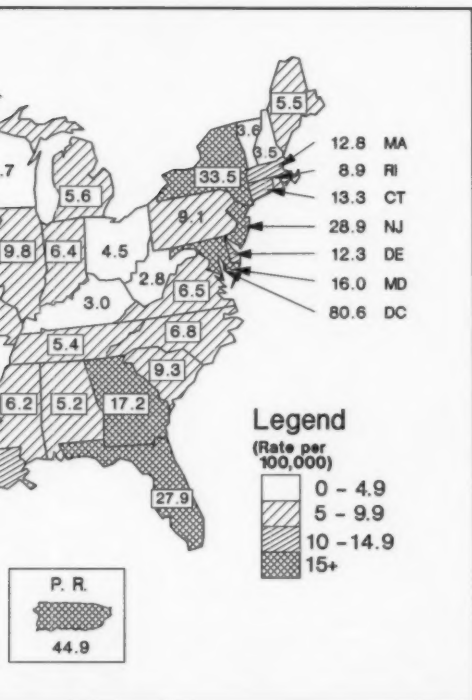 5.5
3.6
3.5
12.8 MA
.7
33.5
8.9 RI
5.6
13.3 CT
9.1
28.9 NJ
9.8
6.4
4.5
12.3 DE
2.8
16.0 MD
6.5
3.0
80.6 DC
6.8
5.4
9.3
6.2
5.2
17.2
Legend
(Rate per
100,000)
0 - 4.9
5 - 9.9
10 - 14.9
15+
27.9
P. R.
44.9